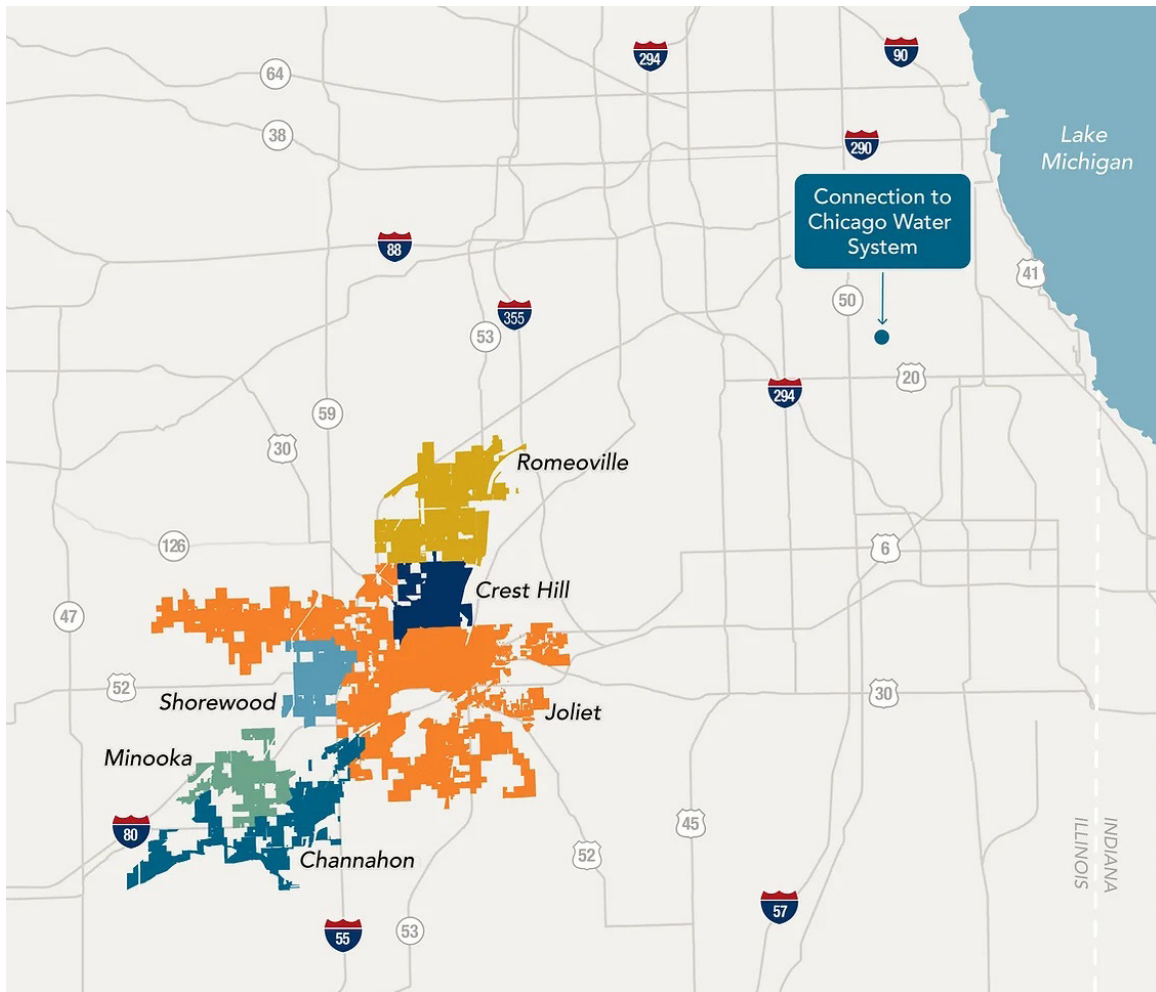 294
90
64
38
290
Lake
Michigan
Connection to
Chicago Water
System
88
41
50
355
53
20
294
59
30
Romeoville
126
6
Crest Hill
47
52
Shorewood
30
Joliet
Minooka
80
45
Channahon
52
ILLINOIS
INDIANA
57
55
53